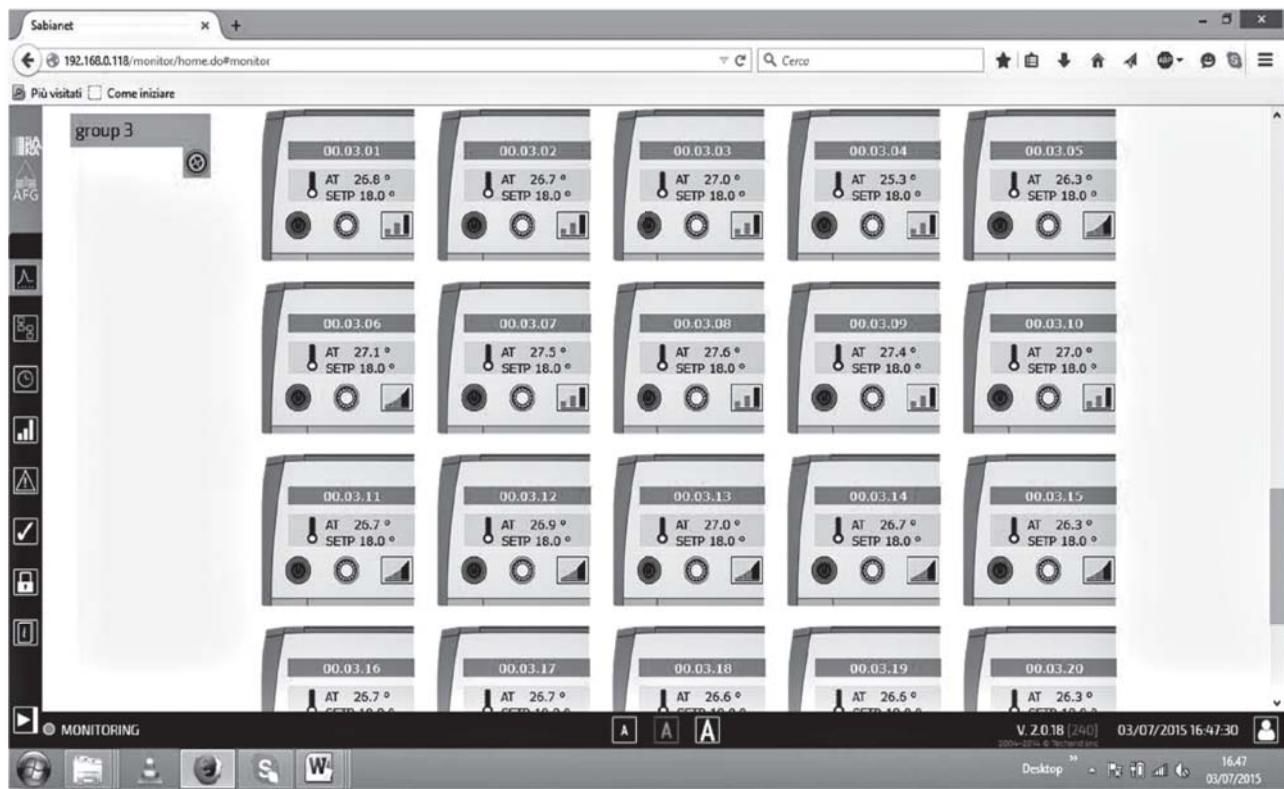 Sabianet
192.168.0.118/monitor/home.do#monitor
Cerca
ABP
Più visitati Come iniziare
group 3
AFG
00.03.01 00.03.02 00.03.03 00.03.04 00.03.05
AT 26.8 ° AT 26.7 ° AT 27.0 ° AT 25.3 ° AT 26.3 °
SETP 18.0 ° SETP 18.0 ° SETP 18.0 ° SETP 18.0 ° SETP 18.0 °
00.03.06 00.03.07 00.03.08 00.03.09 00.03.10
AT 27.1 ° AT 27.5 ° AT 27.6 ° AT 27.4 ° AT 27.0 °
SETP 18.0 ° SETP 18.0 ° SETP 18.0 ° SETP 18.0 ° SETP 18.0 °
00.03.11 00.03.12 00.03.13 00.03.14 00.03.15
AT 26.7 ° AT 26.9 ° AT 27.0 ° AT 26.7 ° AT 26.3 °
SETP 18.0 ° SETP 18.0 ° SETP 18.0 ° SETP 18.0 ° SETP 18.0 °
00.03.16 00.03.17 00.03.18 00.03.19 00.03.20
AT 26.7 ° AT 26.7 ° AT 26.6 ° AT 26.6 ° AT 26.3 °
MONITORING A A A V. 2.0.18 [240] 03/07/2015 16:47:30
2004-2014 ©
Desktop 16.47
03/07/2015